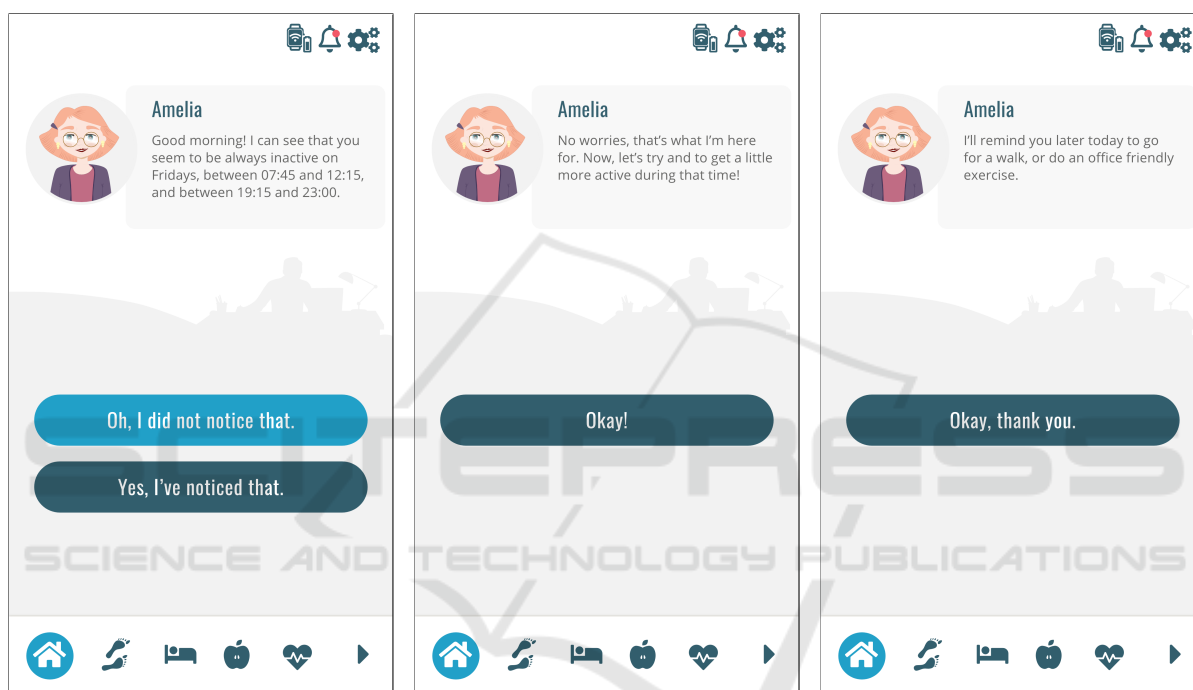 Amelia
Good morning! I can see that you
seem to be always inactive on
Fridays, between 07:45 and 12:15,
and between 19:15 and 23:00.
Oh, I did not notice that.
Yes, I've noticed that.
Amelia
No worries, that's what I'm here
for. Now, let's try and to get a little
more active during that time!
Okay!
Amelia
I'll remind you later today to go
for a walk, or do an office friendly
exercise.
Okay, thank you.
SCITEPRESS
SCIENCE AND TECHNOLOGY PUBLICATIONS